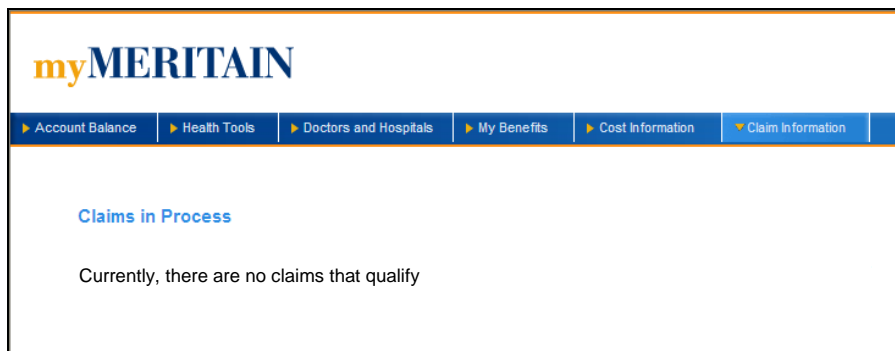 myMERITAIN
Account Balance Health Tools Doctors and Hospitals My Benefits Cost Information Claim Information
Claims in Process
Currently, there are no claims that qualify